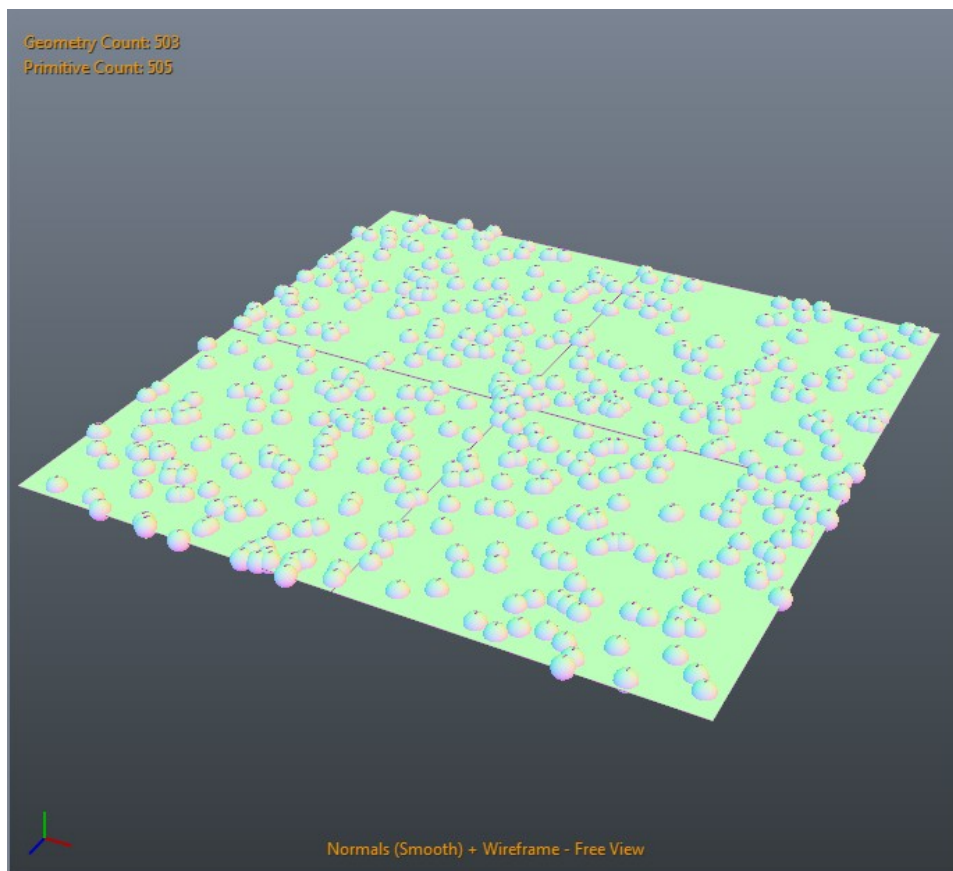 Geometry Count: 503
Primitive Count: 505
Normals (Smooth) + Wireframe - Free View